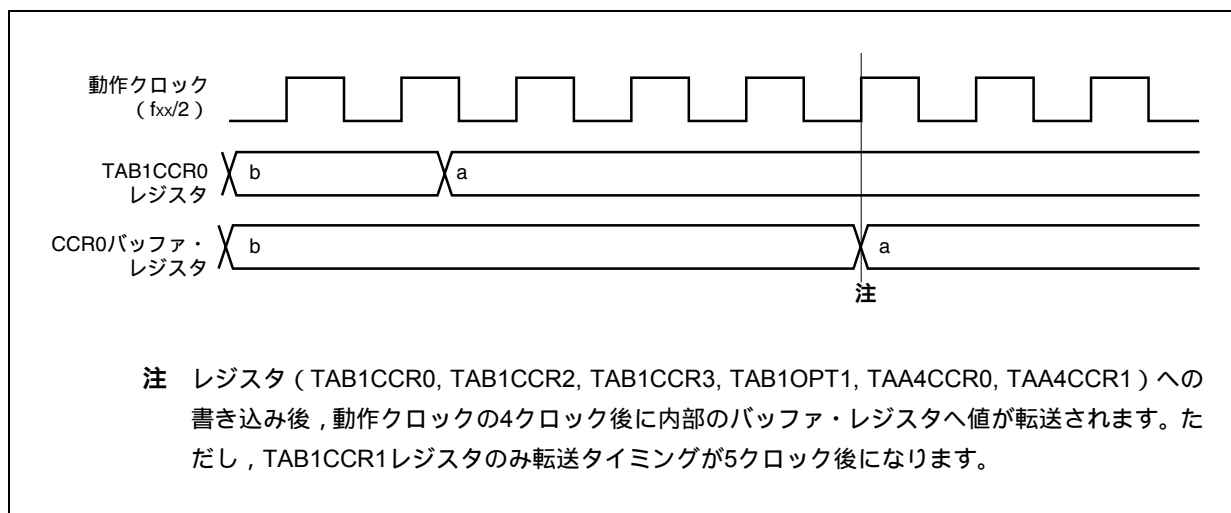 動作クロック
（fxx/2）
TAB1CCR0
レジスタ
b
a
CCR0バッファ・
レジスタ
b
a
注
注 レジスタ（TAB1CCR0, TAB1CCR2, TAB1CCR3, TAB1OPT1, TAA4CCR0, TAA4CCR1）への
書き込み後，動作クロックの4クロック後に内部のバッファ・レジスタへ値が転送されます。た
だし，TAB1CCR1レジスタのみ転送タイミングが5クロック後になります。